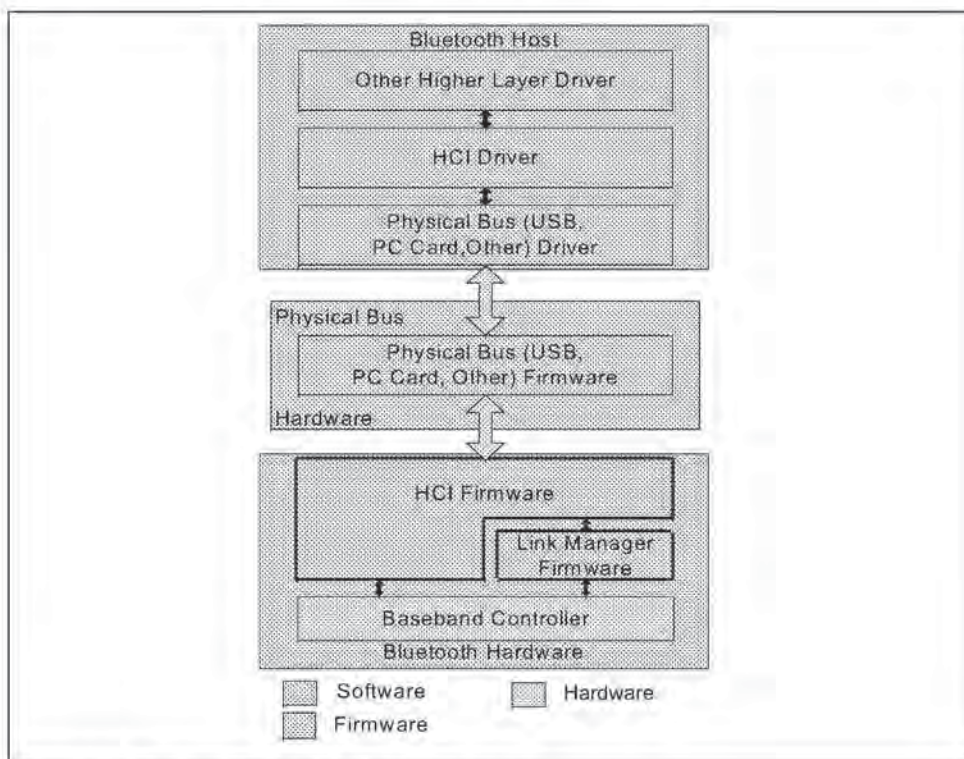 Bluetooth Host
Other Higher Layer Driver
HCI Driver
Physical Bus (USB,
PC Card,Other) Driver
Physical Bus
Physical Bus (USB,
PC Card, Other) Firmware
Hardware
HCI Firmware
Link Manager
Firmware
Baseband Controller
Bluetooth Hardware
Software
Hardware
Firmware